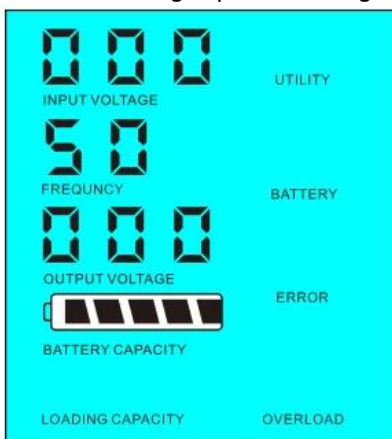 000
INPUT VOLTAGE
UTILITY
50
FREQUNCY
BATTERY
000
OUTPUT VOLTAGE
ERROR
BATTERY CAPACITY
LOADING CAPACITY
OVERLOAD